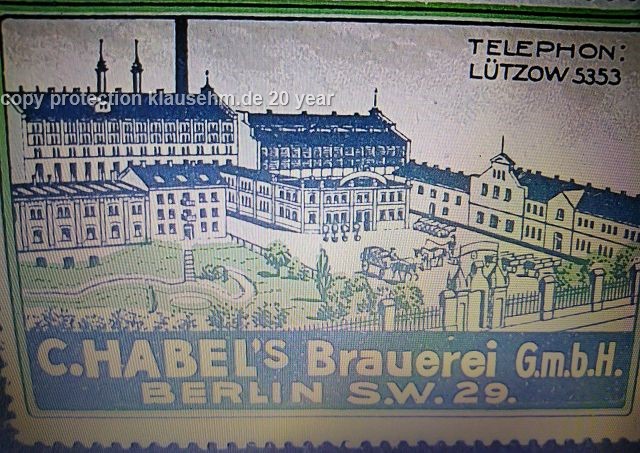 TELEPHON:
LÜTZOW 5353
copy protection klausehm.de 20 year
C.HABEL'S Brauerei G.m.b.H.
BERLIN S.W. 29.